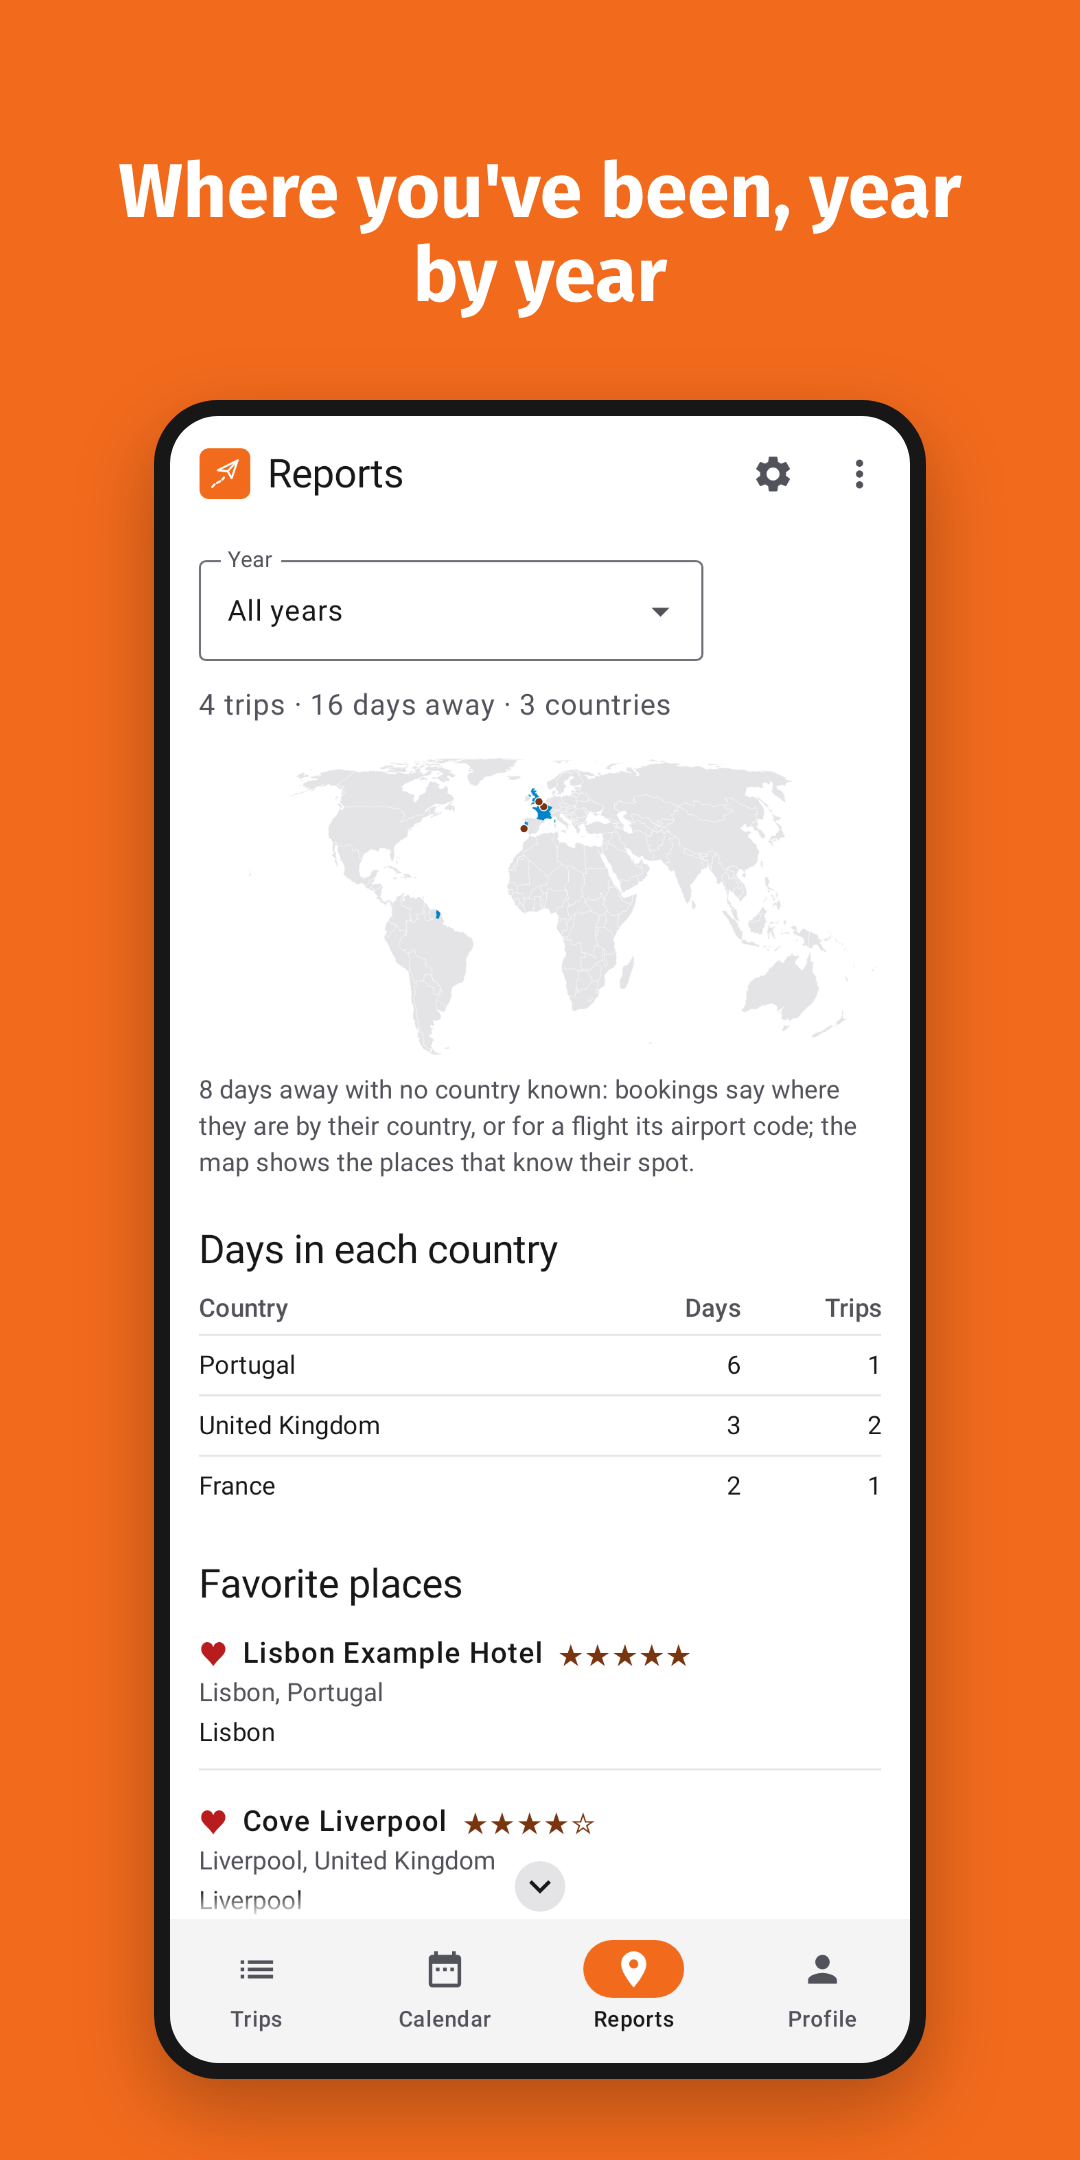 Where you've been, year
by year
Reports
Year
All years
4 trips · 16 days away · 3 countries
8 days away with no country known: bookings say where
they are by their country, or for a flight its airport code; the
map shows the places that know their spot.
Days in each country
Country Days Trips
Portugal 6 1
United Kingdom 3 2
France 2 1
Favorite places
Lisbon Example Hotel ★★★★★
Lisbon, Portugal
Lisbon
Cove Liverpool ★★★★☆
Liverpool, United Kingdom
Liverpool
Trips Calendar Reports Profile